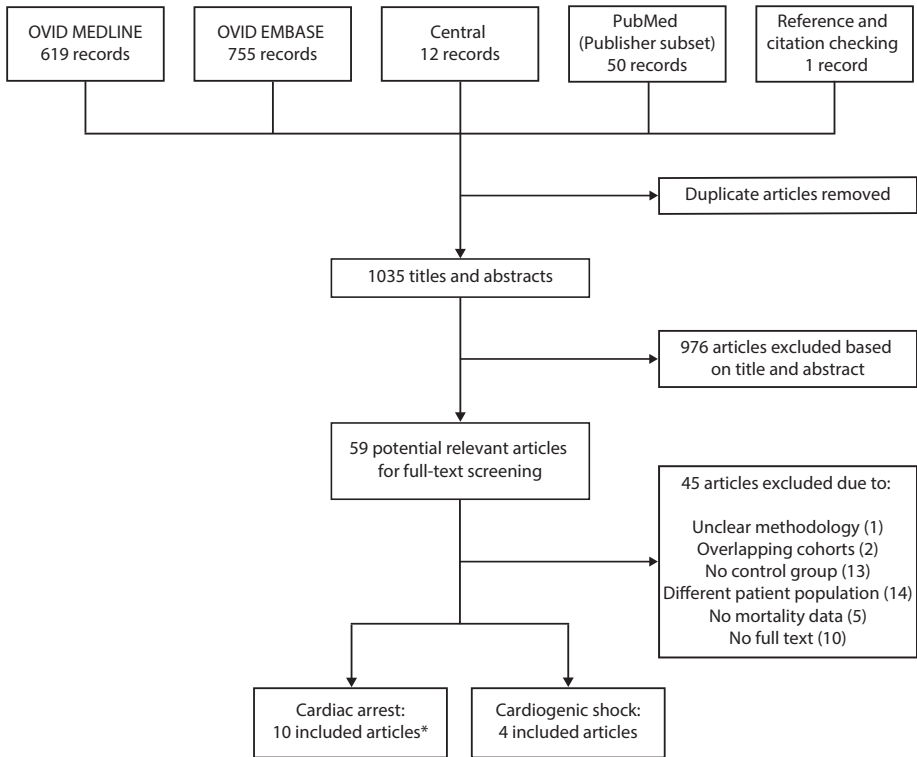 OVID MEDLINE
619 records
OVID EMBASE
755 records
Central
12 records
PubMed
(Publisher subset)
50 records
Reference and
citation checking
1 record
Duplicate articles removed
1035 titles and abstracts
976 articles excluded based
on title and abstract
59 potential relevant articles
for full-text screening
45 articles excluded due to:
Unclear methodology (1)
Overlapping cohorts (2)
No control group (13)
Different patient population (14)
No mortality data (5)
No full text (10)
Cardiac arrest:
10 included articles*
Cardiogenic shock:
4 included articles